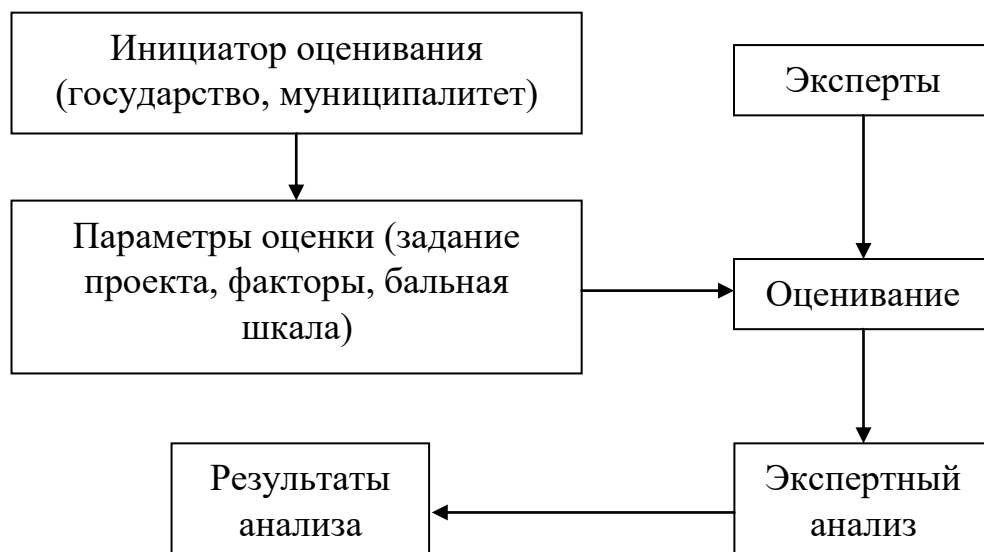 Инициатор оценивания
(государство, муниципалитет)
Эксперты
Параметры оценки (задание
проекта, факторы, бальная
шкала)
Оценивание
Экспертный
анализ
Результаты
анализа